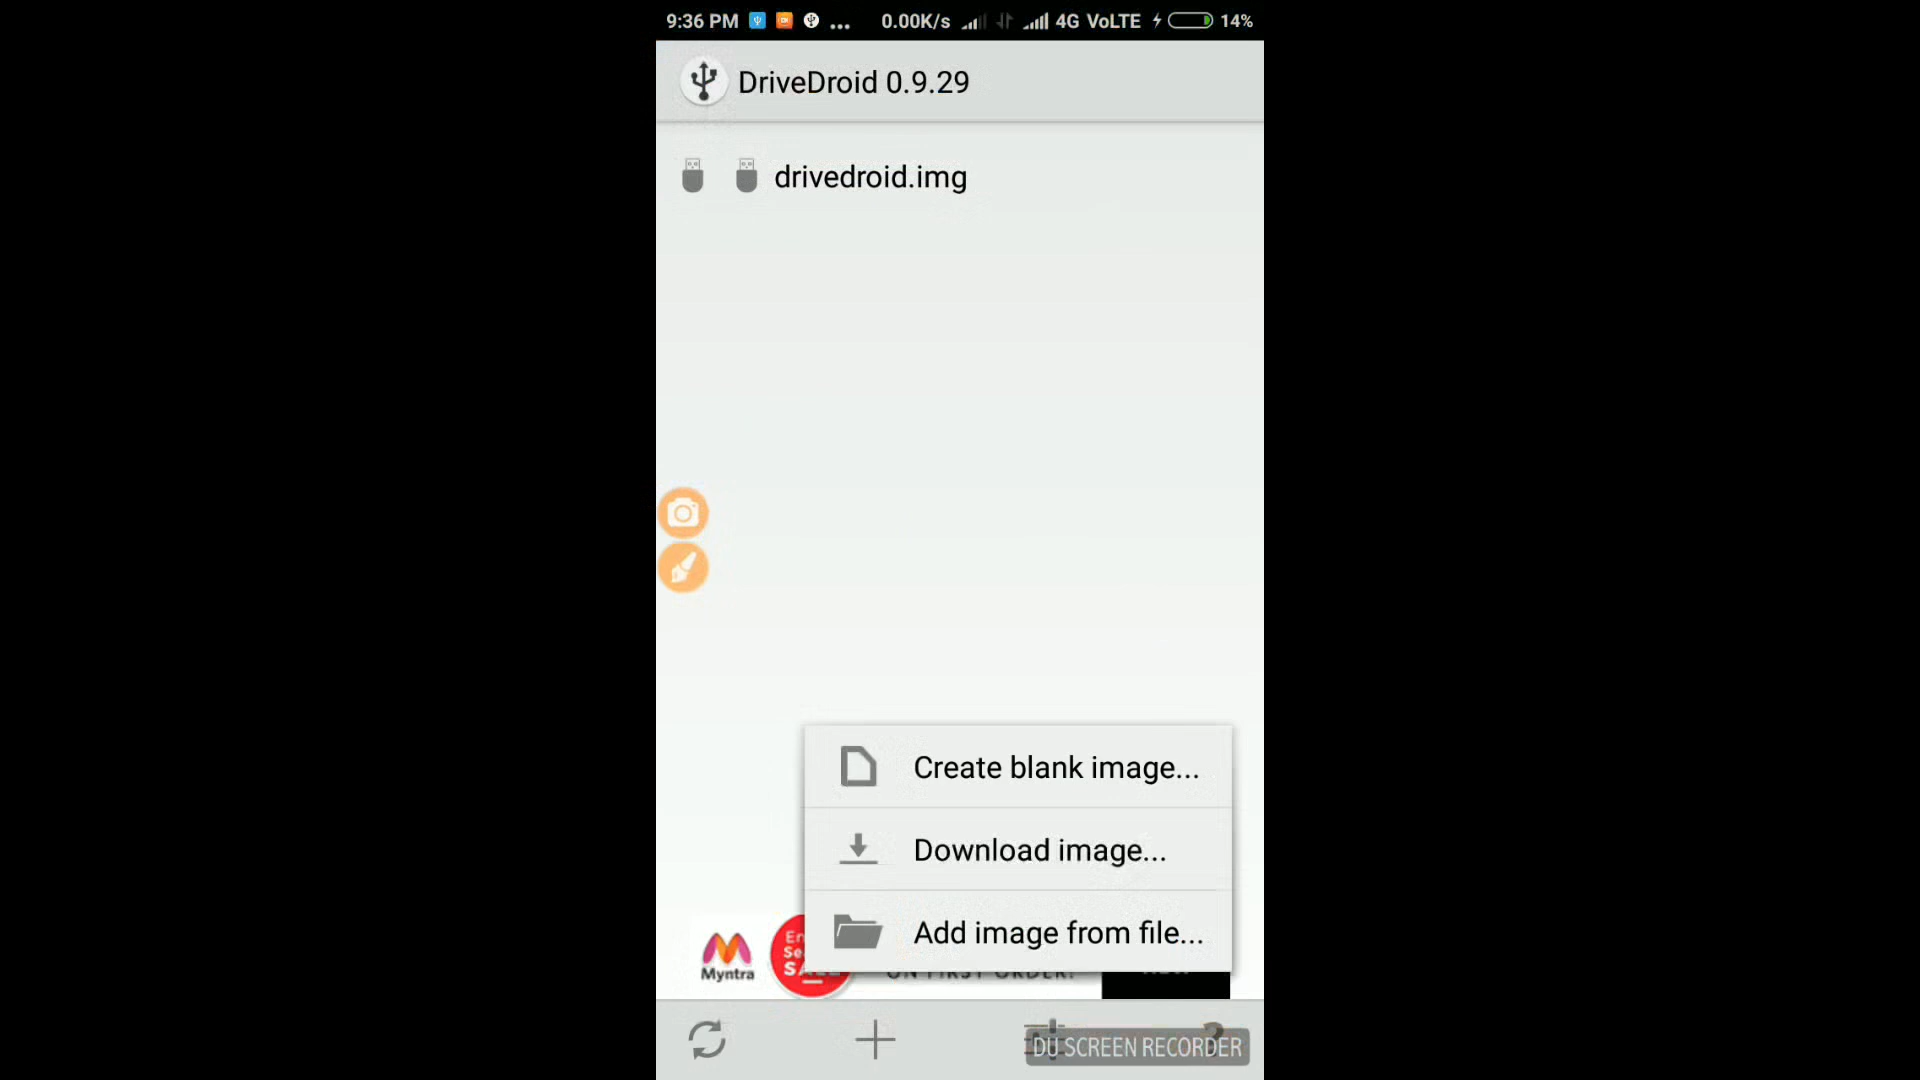 9:36 PM ... 0.00K/s 4G VoLTE 14%
DriveDroid 0.9.29
drivedroid.img
Create blank image...
Download image...
Add image from file...
Myntra
SALE
ON FIRST ORDER!
DU SCREEN RECORDER